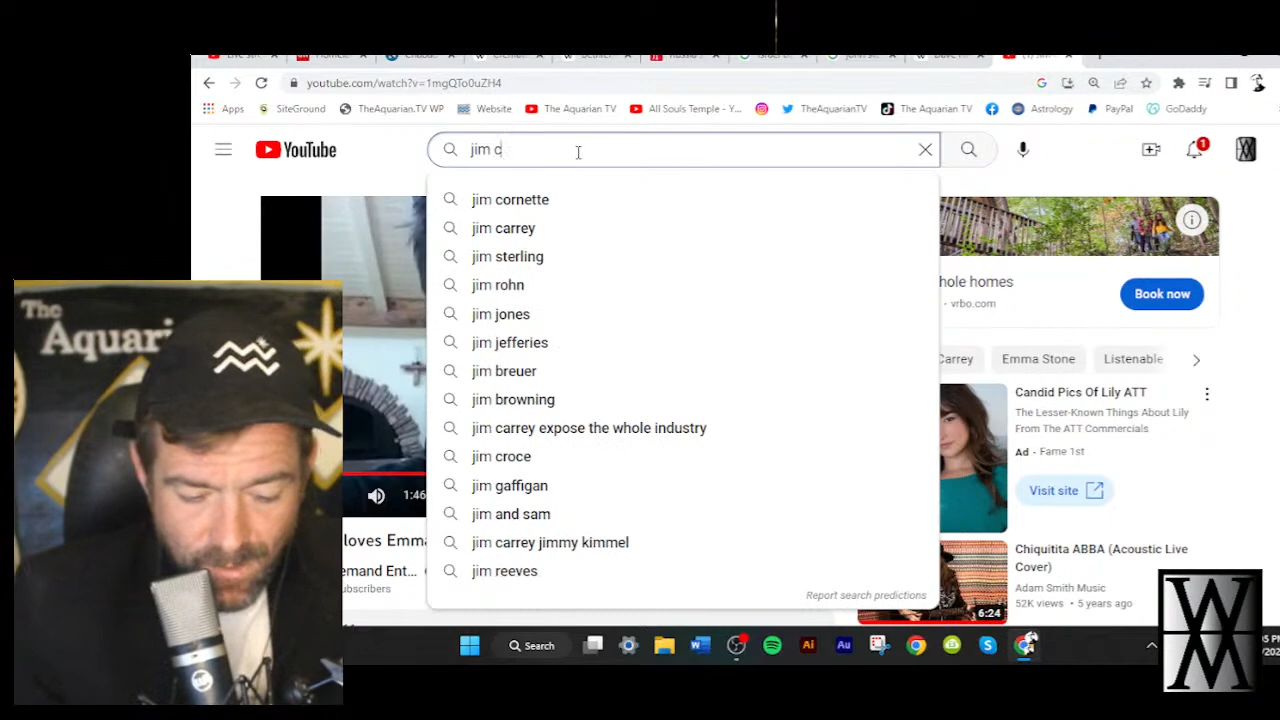 youtube.com/watch?v=1mgQTo0uZH4
Apps SiteGround TheAquarian.TV WP Website The Aquarian TV All Souls Temple - Y... TheAquarianTV The Aquarian TV Astrology PayPal GoDaddy
YouTube
jim c
1
jim cornette
jim carrey
jim sterling
jim rohn
jim jones
jim jefferies
jim breuer
jim browning
jim carrey expose the whole industry
jim croce
jim gaffigan
jim and sam
jim carrey jimmy kimmel
jim reeves
Report search predictions
hole homes
· vrbo.com
Book now
Carrey Emma Stone Listenable
Candid Pics Of Lily ATT
The Lesser-Known Things About Lily
From The ATT Commercials
Ad · Fame 1st
Visit site
Chiquitita ABBA (Acoustic Live
Cover)
Adam Smith Music
52K views · 5 years ago
6:24
1:46
loves Emma
emand Ent...
ubscribers
The
Aquari
Search
W
Ai
Au